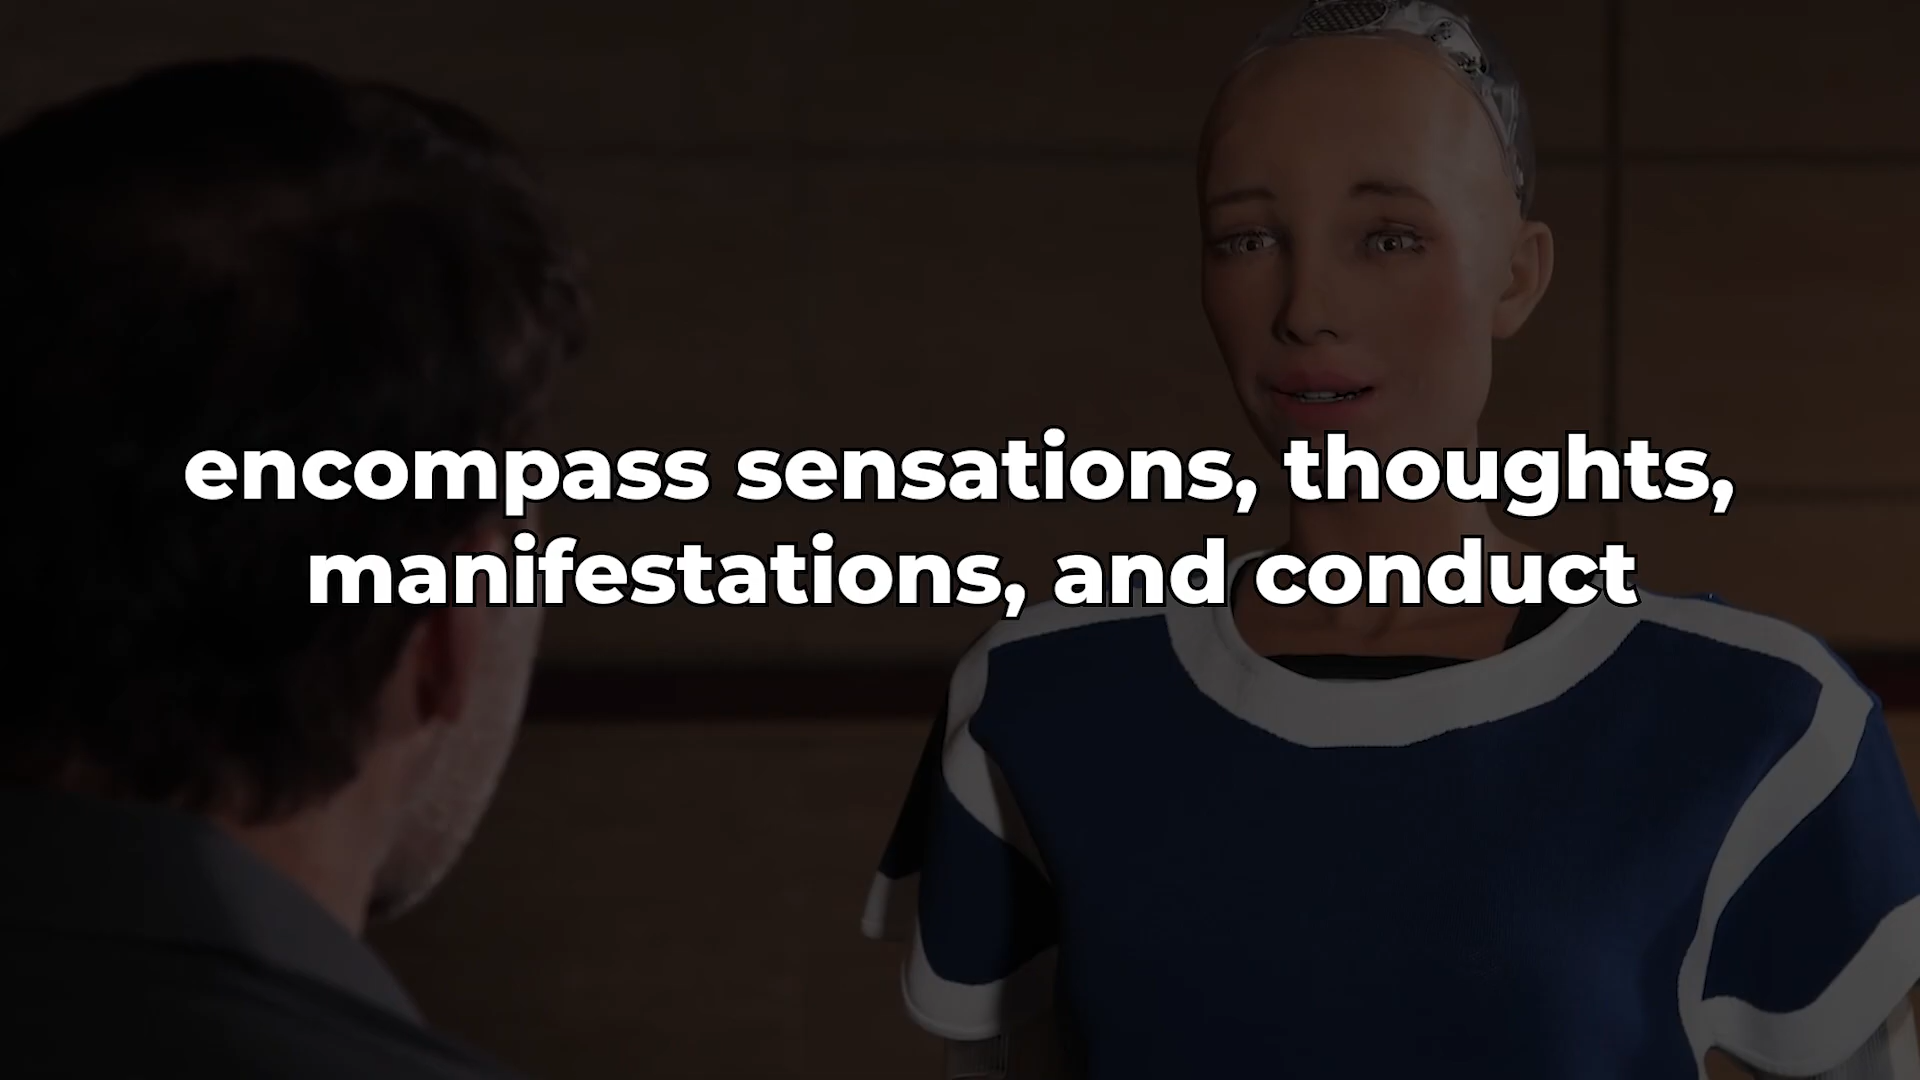 encompass sensations, thoughts,
manifestations, and conduct